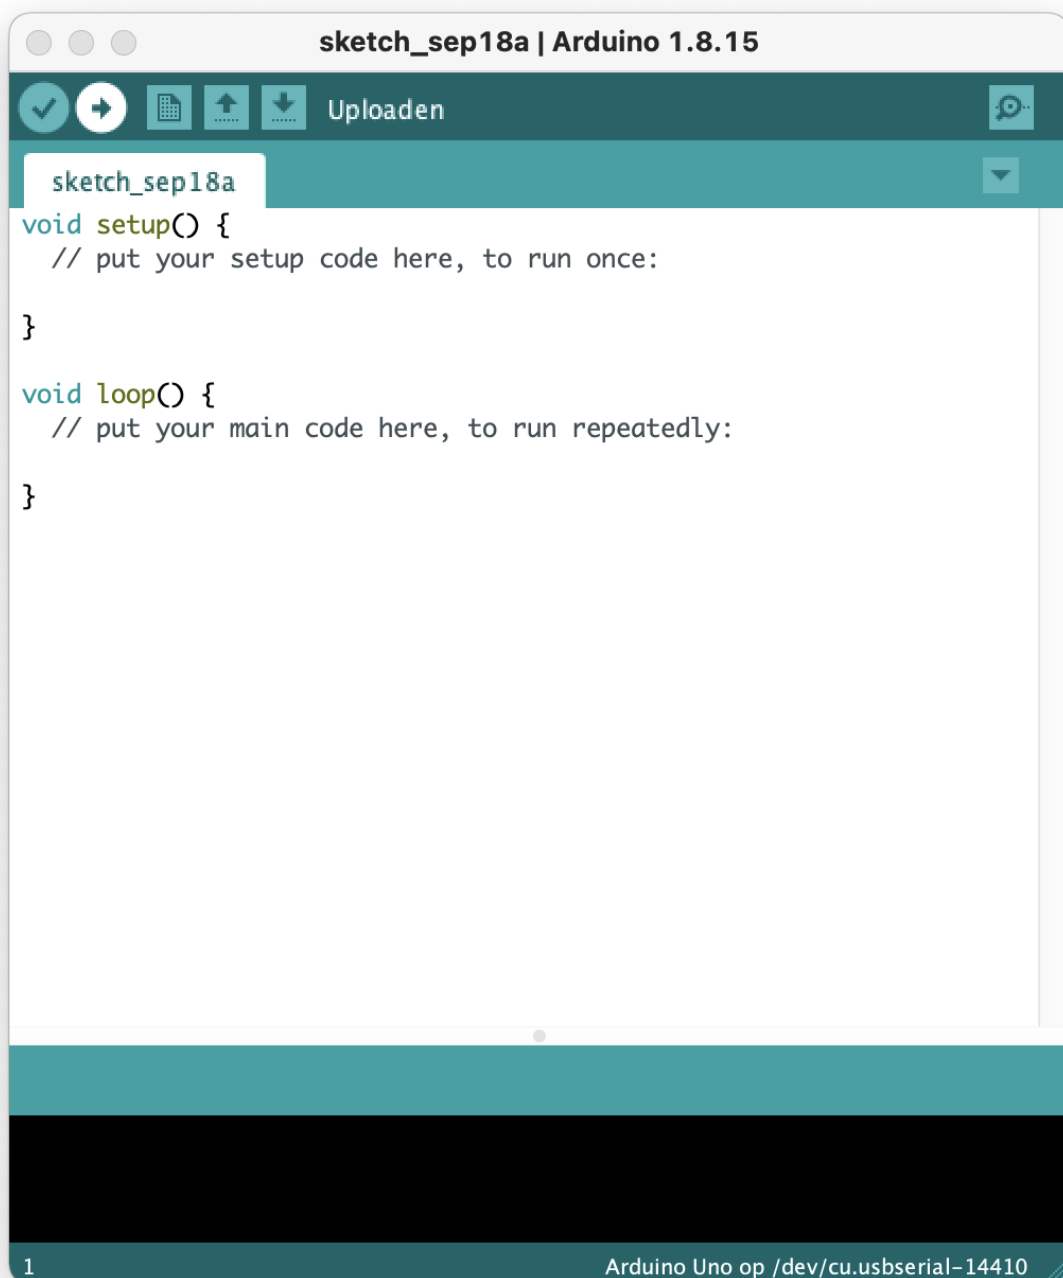 sketch_sep18a | Arduino 1.8.15
Uploaden
sketch_sep18a
void setup() {
  // put your setup code here, to run once:
}
void loop() {
  // put your main code here, to run repeatedly:
}
1
Arduino Uno op /dev/cu.usbserial-14410